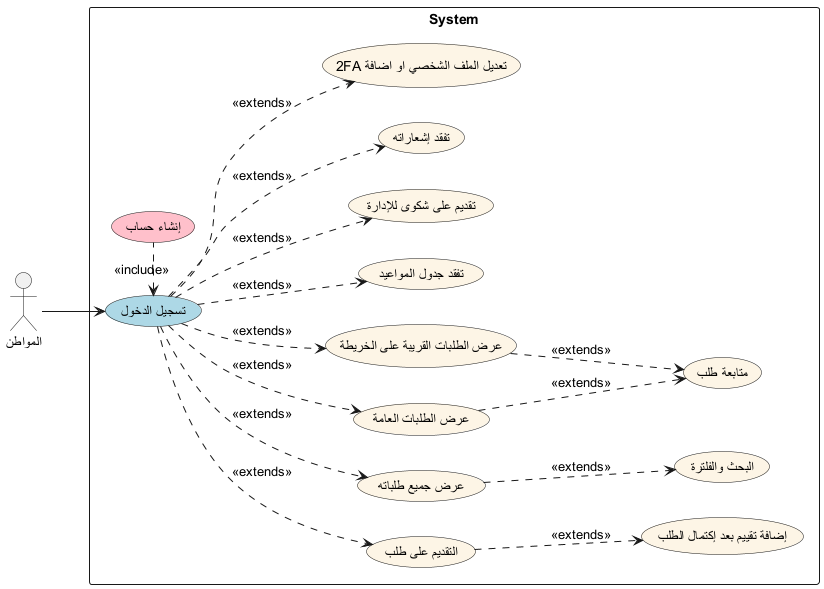 System
تعديل الملف الشخصي او اضافة 2FA
«extends»
تفقد إشعاراته
«extends»
تقديم على شكوى للإدارة
إنشاء حساب
«extends»
«include»
تفقد جدول المواعيد
«extends»
تسجيل الدخول
المواطن
«extends»
عرض الطلبات القريبة على الخريطة
«extends»
متابعة طلب
«extends»
«extends»
عرض الطلبات العامة
«extends»
البحث والفلترة
«extends»
عرض جميع طلباته
«extends»
إضافة تقييم بعد إكتمال الطلب
«extends»
التقديم على طلب